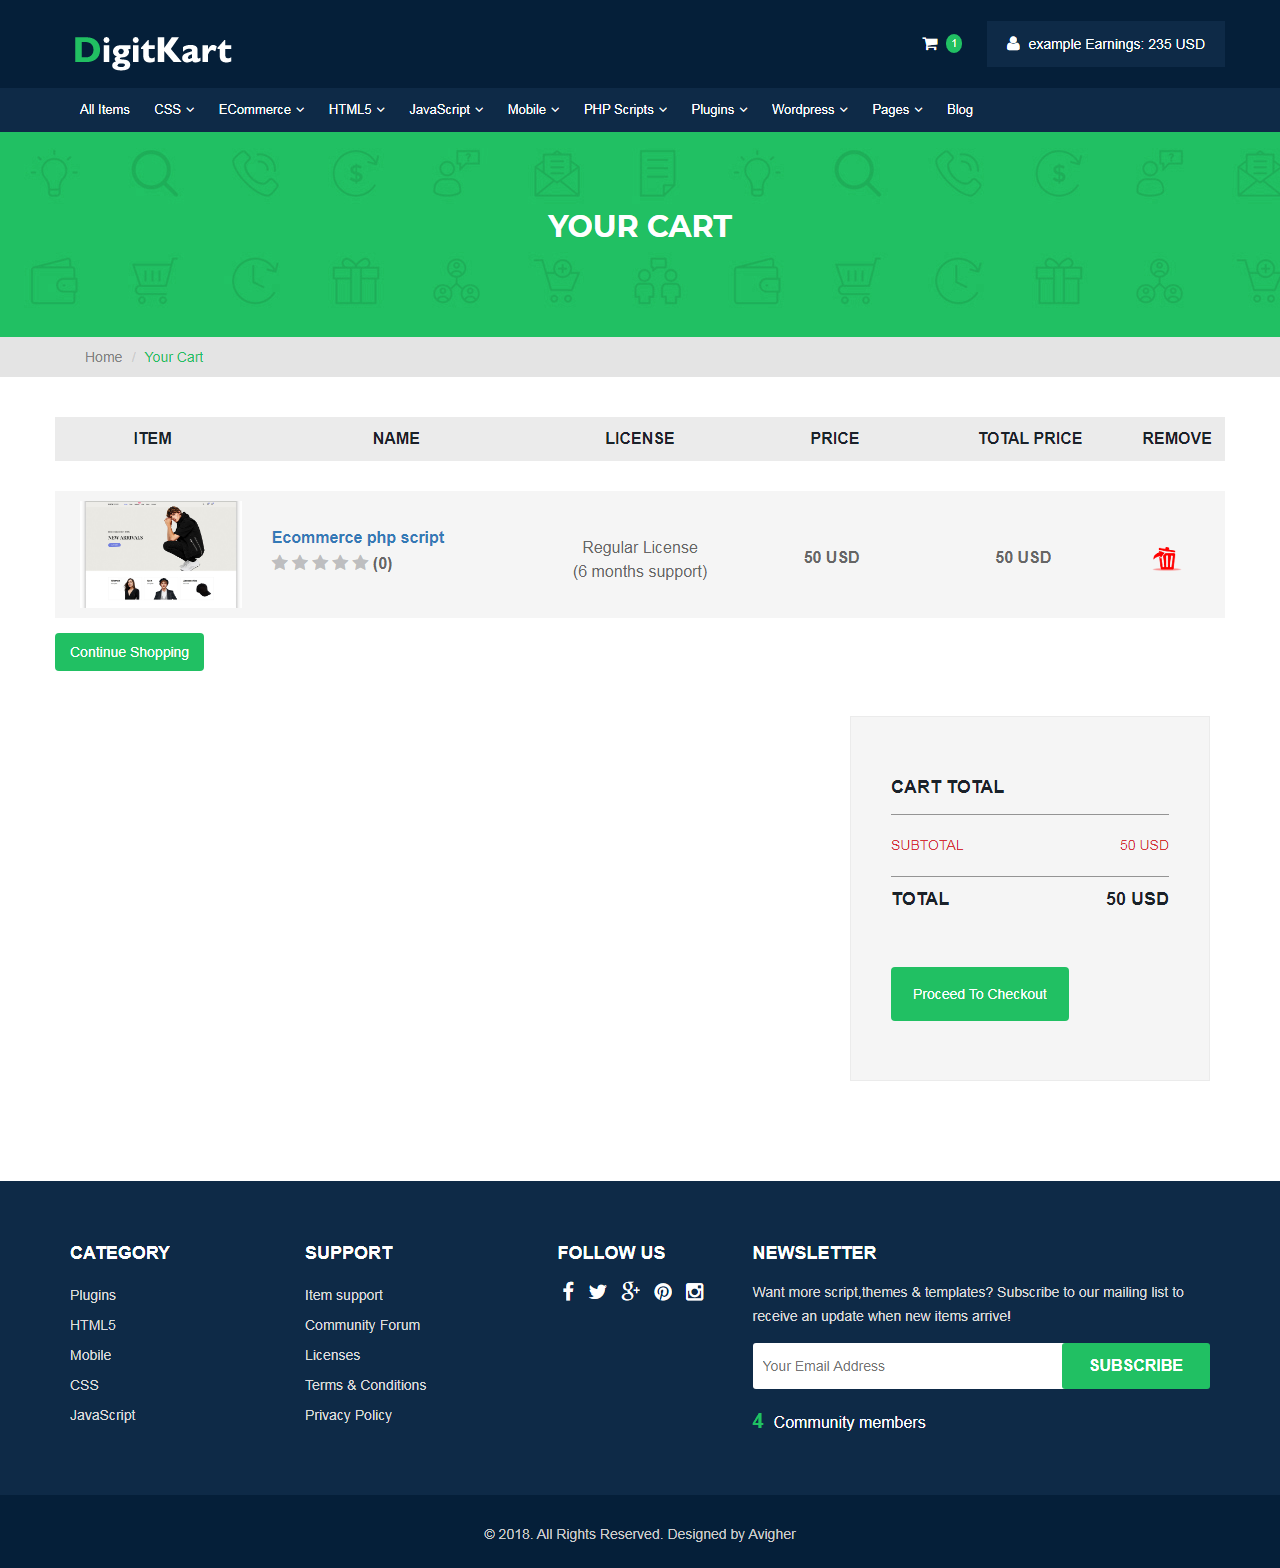 DigitKart
1
example Earnings: 235 USD
All Items CSS ECommerce HTML5 JavaScript Mobile PHP Scripts Plugins Wordpress Pages Blog
YOUR CART
Home / Your Cart
ITEM NAME LICENSE PRICE TOTAL PRICE REMOVE
NEW ARRIVALS
Ecommerce php script
(0)
Regular License
(6 months support)
50 USD
50 USD
Continue Shopping
CART TOTAL
SUBTOTAL 50 USD
TOTAL 50 USD
Proceed To Checkout
CATEGORY
Plugins
HTML5
Mobile
CSS
JavaScript
SUPPORT
Item support
Community Forum
Licenses
Terms & Conditions
Privacy Policy
FOLLOW US
NEWSLETTER
Want more script,themes & templates? Subscribe to our mailing list to
receive an update when new items arrive!
Your Email Address SUBSCRIBE
4 Community members
© 2018. All Rights Reserved. Designed by Avigher